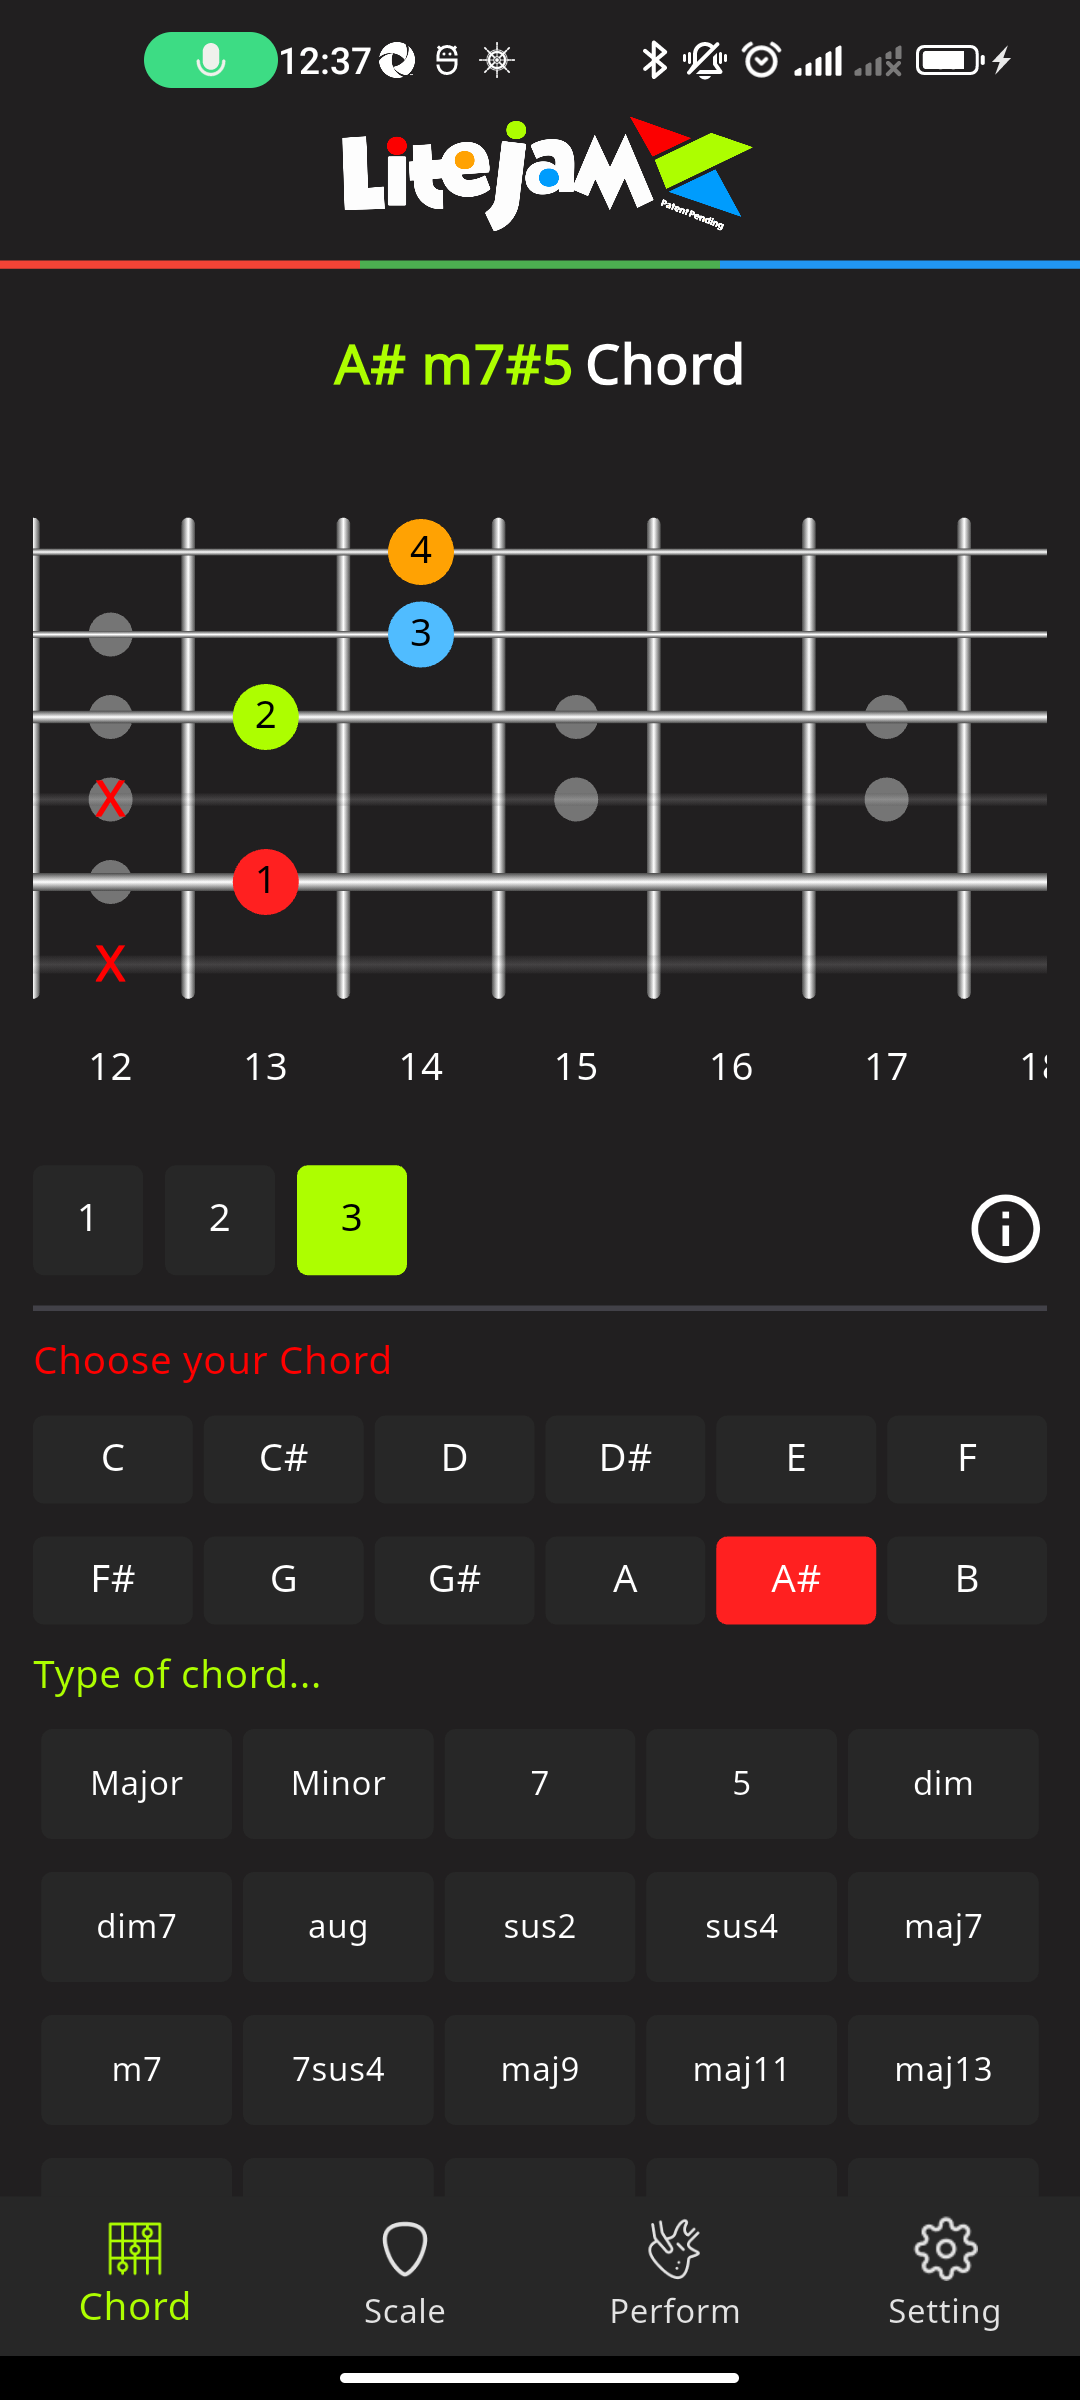 12:37
Litejam
Patent Pending
A# m7#5 Chord
4
3
2
X
1
X
12 13 14 15 16 17
1 2 3
Choose your Chord
C C# D D# E F
F# G G# A A# B
Type of chord...
Major Minor 7 5 dim
dim7 aug sus2 sus4 maj7
m7 7sus4 maj9 maj11 maj13
Chord Scale Perform Setting